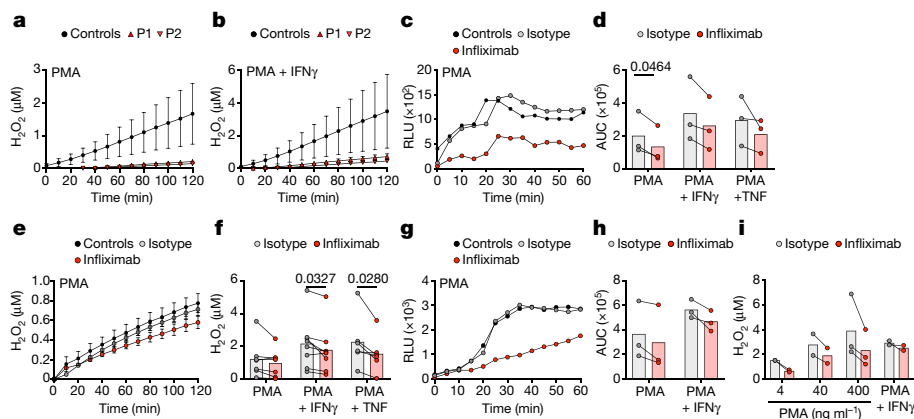 a
Controls P1 P2
PMA
H₂O₂ (μM)
3
2
1
0
0 20 40 60 80 100 120
Time (min)
b
Controls P1 P2
PMA + IFNγ
H₂O₂ (μM)
6
4
2
0
0 20 40 60 80 100 120
Time (min)
c
Controls Isotype
Infliximab
PMA
RLU (×10²)
20
15
10
5
0
0 10 20 30 40 50 60
Time (min)
d
Isotype Infliximab
0.0464
AUC (×10⁵)
6
4
2
0
PMA
PMA
+ IFNγ
PMA
+TNF
e
Controls Isotype
Infliximab
PMA
H₂O₂ (μM)
1.0
0.8
0.6
0.4
0.2
0
0 20 40 60 80 100 120
Time (min)
f
Isotype Infliximab
0.0327 0.0280
H₂O₂ (μM)
6
5
4
3
2
1
0
PMA
PMA
+ IFNγ
PMA
+ TNF
g
Controls Isotype
Infliximab
PMA
RLU (×10³)
4
3
2
1
0
0 10 20 30 40 50 60
Time (min)
h
Isotype Infliximab
AUC (×10⁵)
8
6
4
2
0
PMA
PMA
+ IFNγ
i
Isotype Infliximab
H₂O₂ (μM)
8
6
4
2
0
4 40 400
PMA (ng ml⁻¹)
PMA
+ IFNγ